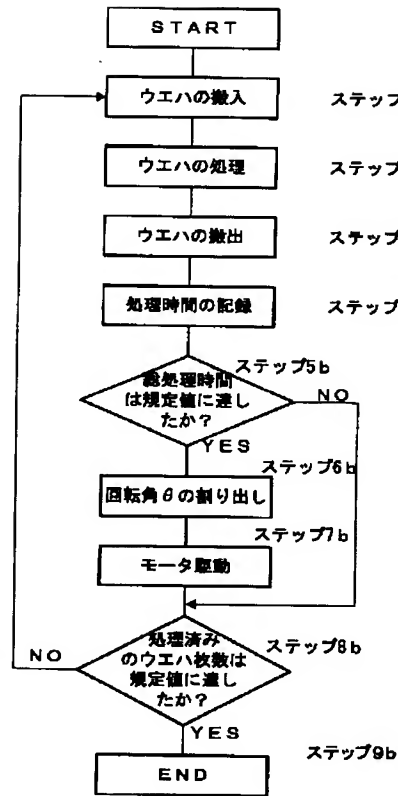 START
ウエハの搬入
ステップ
ウエハの処理
ステップ
ウエハの搬出
ステップ
処理時間の記録
ステップ
ステップ5b
総処理時間
は規定値に達し
たか?
NO
YES
ステップ6b
回転角θの割り出し
ステップ7b
モータ駆動
処理済み
のウエハ枚数は
規定値に達し
たか?
ステップ8b
NO
YES
ステップ9b
END